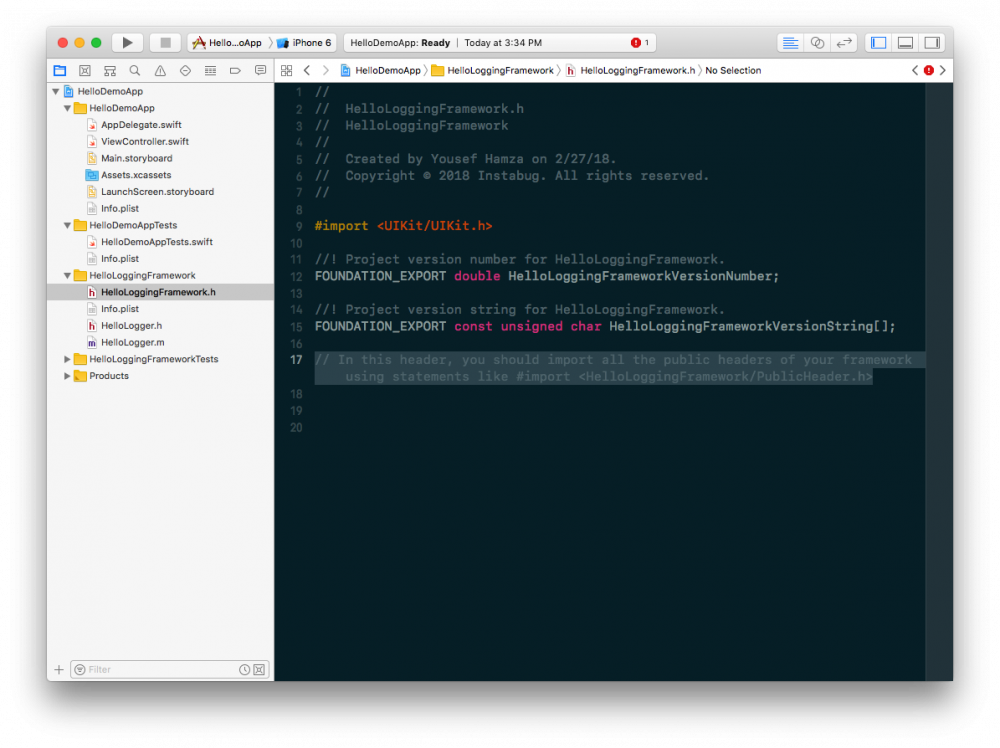 Hello...oApp iPhone 6 HelloDemoApp: Ready | Today at 3:34 PM 1
HelloDemoApp HelloLoggingFramework HelloLoggingFramework.h No Selection
HelloDemoApp
HelloDemoApp
AppDelegate.swift
ViewController.swift
Main.storyboard
Assets.xcassets
LaunchScreen.storyboard
Info.plist
HelloDemoAppTests
HelloDemoAppTests.swift
Info.plist
HelloLoggingFramework
HelloLoggingFramework.h
Info.plist
HelloLogger.h
HelloLogger.m
HelloLoggingFrameworkTests
Products
Filter
1 //
2 // HelloLoggingFramework.h
3 // HelloLoggingFramework
4 //
5 // Created by Yousef Hamza on 2/27/18.
6 // Copyright © 2018 Instabug. All rights reserved.
7 //
8
9 #import <UIKit/UIKit.h>
10
11 //! Project version number for HelloLoggingFramework.
12 FOUNDATION_EXPORT double HelloLoggingFrameworkVersionNumber;
13
14 //! Project version string for HelloLoggingFramework.
15 FOUNDATION_EXPORT const unsigned char HelloLoggingFrameworkVersionString[];
16
17 // In this header, you should import all the public headers of your framework
using statements like #import <HelloLoggingFramework/PublicHeader.h>
18
19
20